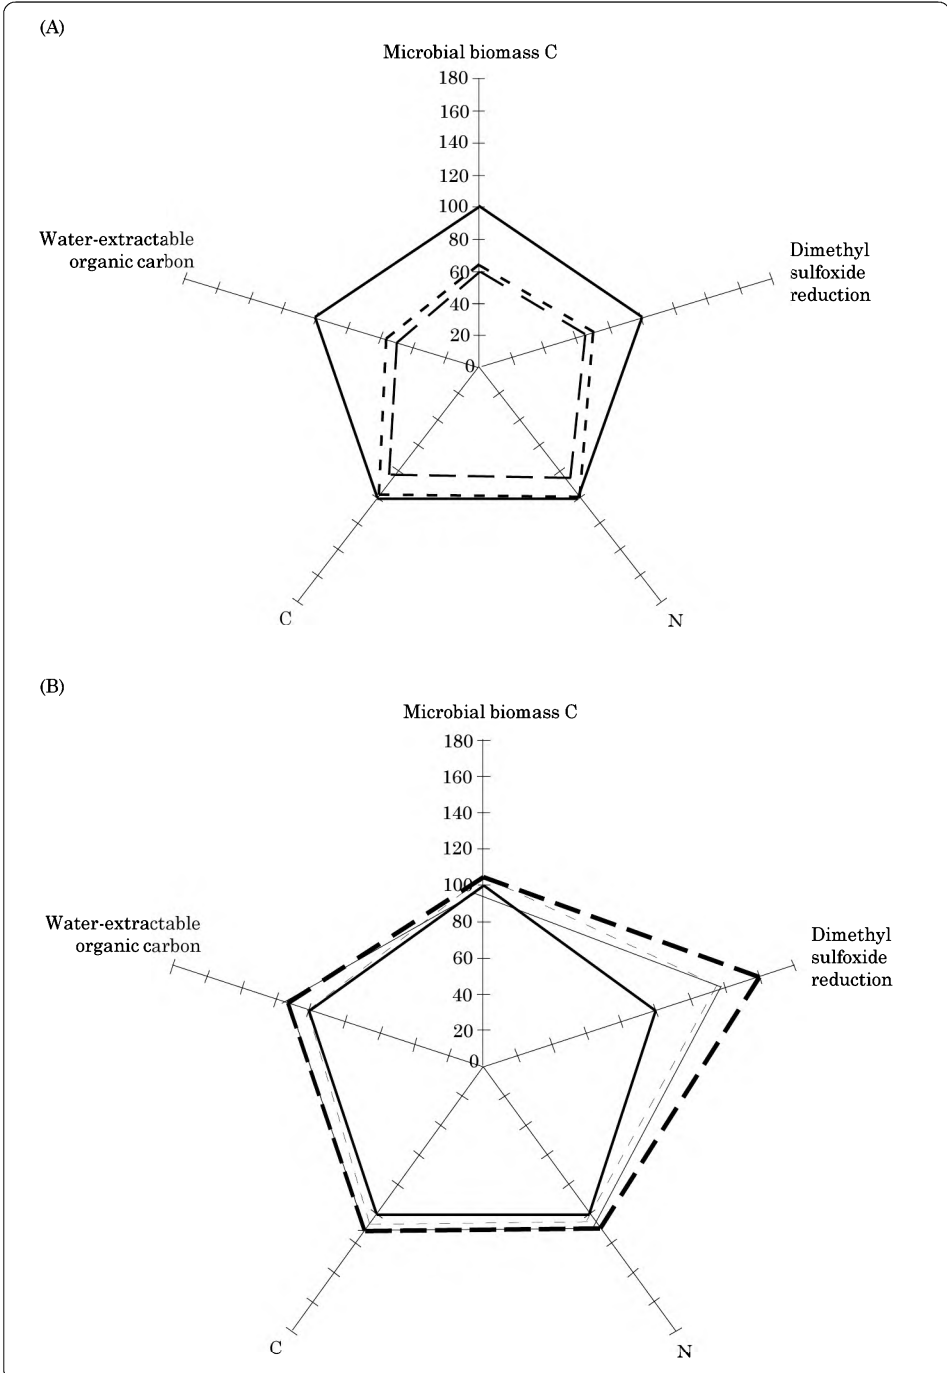 (A)
Microbial biomass C
180
160
140
120
100
80
60
40
20
0
Water-extractable
organic carbon
Dimethyl
sulfoxide
reduction
C
N
(B)
Microbial biomass C
180
160
140
120
100
80
60
40
20
0
Water-extractable
organic carbon
Dimethyl
sulfoxide
reduction
C
N